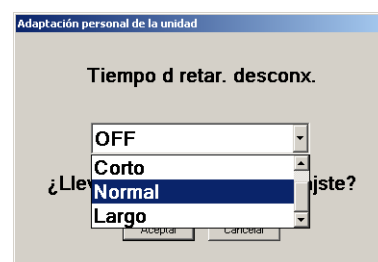 Adaptación personal de la unidad
Tiempo d retar. desconx.
OFF
Corto
Normal
Largo
Aceptar Cancelar